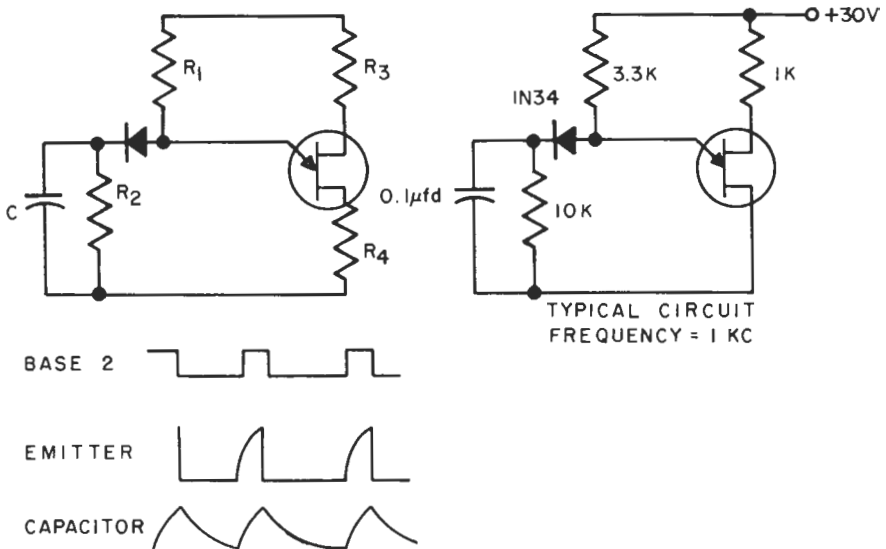 R1
R3
R2
C
R4
+30V
3.3K
1K
1N34
0.1µfd
10K
TYPICAL CIRCUIT
FREQUENCY = 1 KC
BASE 2
EMITTER
CAPACITOR